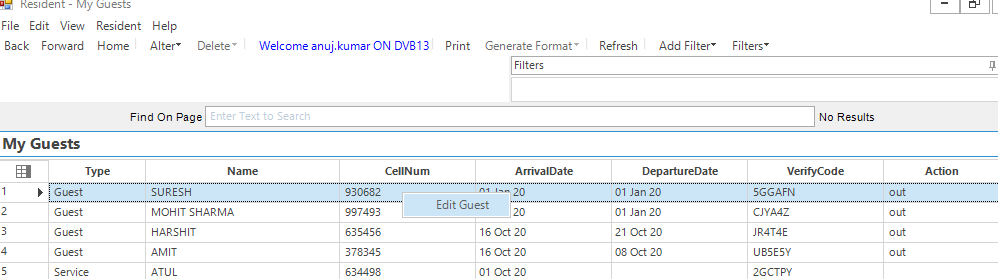 Resident - My Guests
File Edit View Resident Help
Back Forward Home Alter Delete Welcome anuj.kumar ON DVB13 Print Generate Format Refresh Add Filter Filters
Filters
Find On Page Enter Text to Search No Results
My Guests
Type Name CellNum ArrivalDate DepartureDate VerifyCode Action
1 Guest SURESH 930682 01 Jan 20 01 Jan 20 5GGAFN out
Edit Guest
2 Guest MOHIT SHARMA 997493 20 01 Jan 20 CJYA4Z out
3 Guest HARSHIT 635456 16 Oct 20 21 Oct 20 JR4T4E out
4 Guest AMIT 378345 16 Oct 20 08 Oct 20 UB5E5Y out
5 Service ATUL 634498 01 Oct 20 2GCTPY